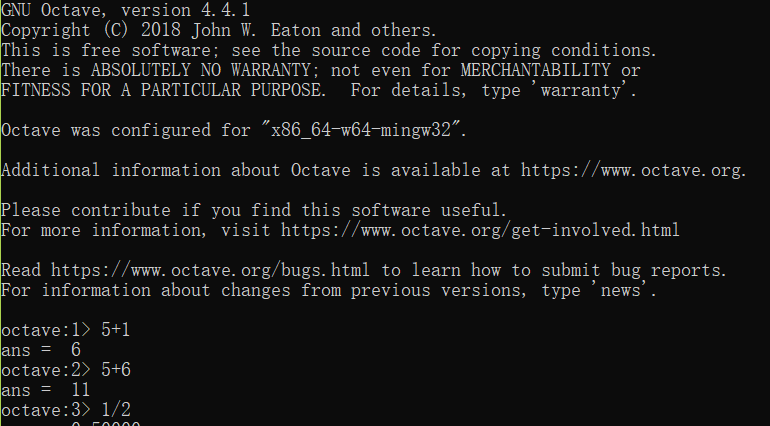 GNU Octave, version 4.4.1
Copyright (C) 2018 John W. Eaton and others.
This is free software; see the source code for copying conditions.
There is ABSOLUTELY NO WARRANTY; not even for MERCHANTABILITY or
FITNESS FOR A PARTICULAR PURPOSE.  For details, type 'warranty'.
Octave was configured for "x86_64-w64-mingw32".
Additional information about Octave is available at https://www.octave.org.
Please contribute if you find this software useful.
For more information, visit https://www.octave.org/get-involved.html
Read https://www.octave.org/bugs.html to learn how to submit bug reports.
For information about changes from previous versions, type 'news'.
octave:1> 5+1
ans =  6
octave:2> 5+6
ans =  11
octave:3> 1/2